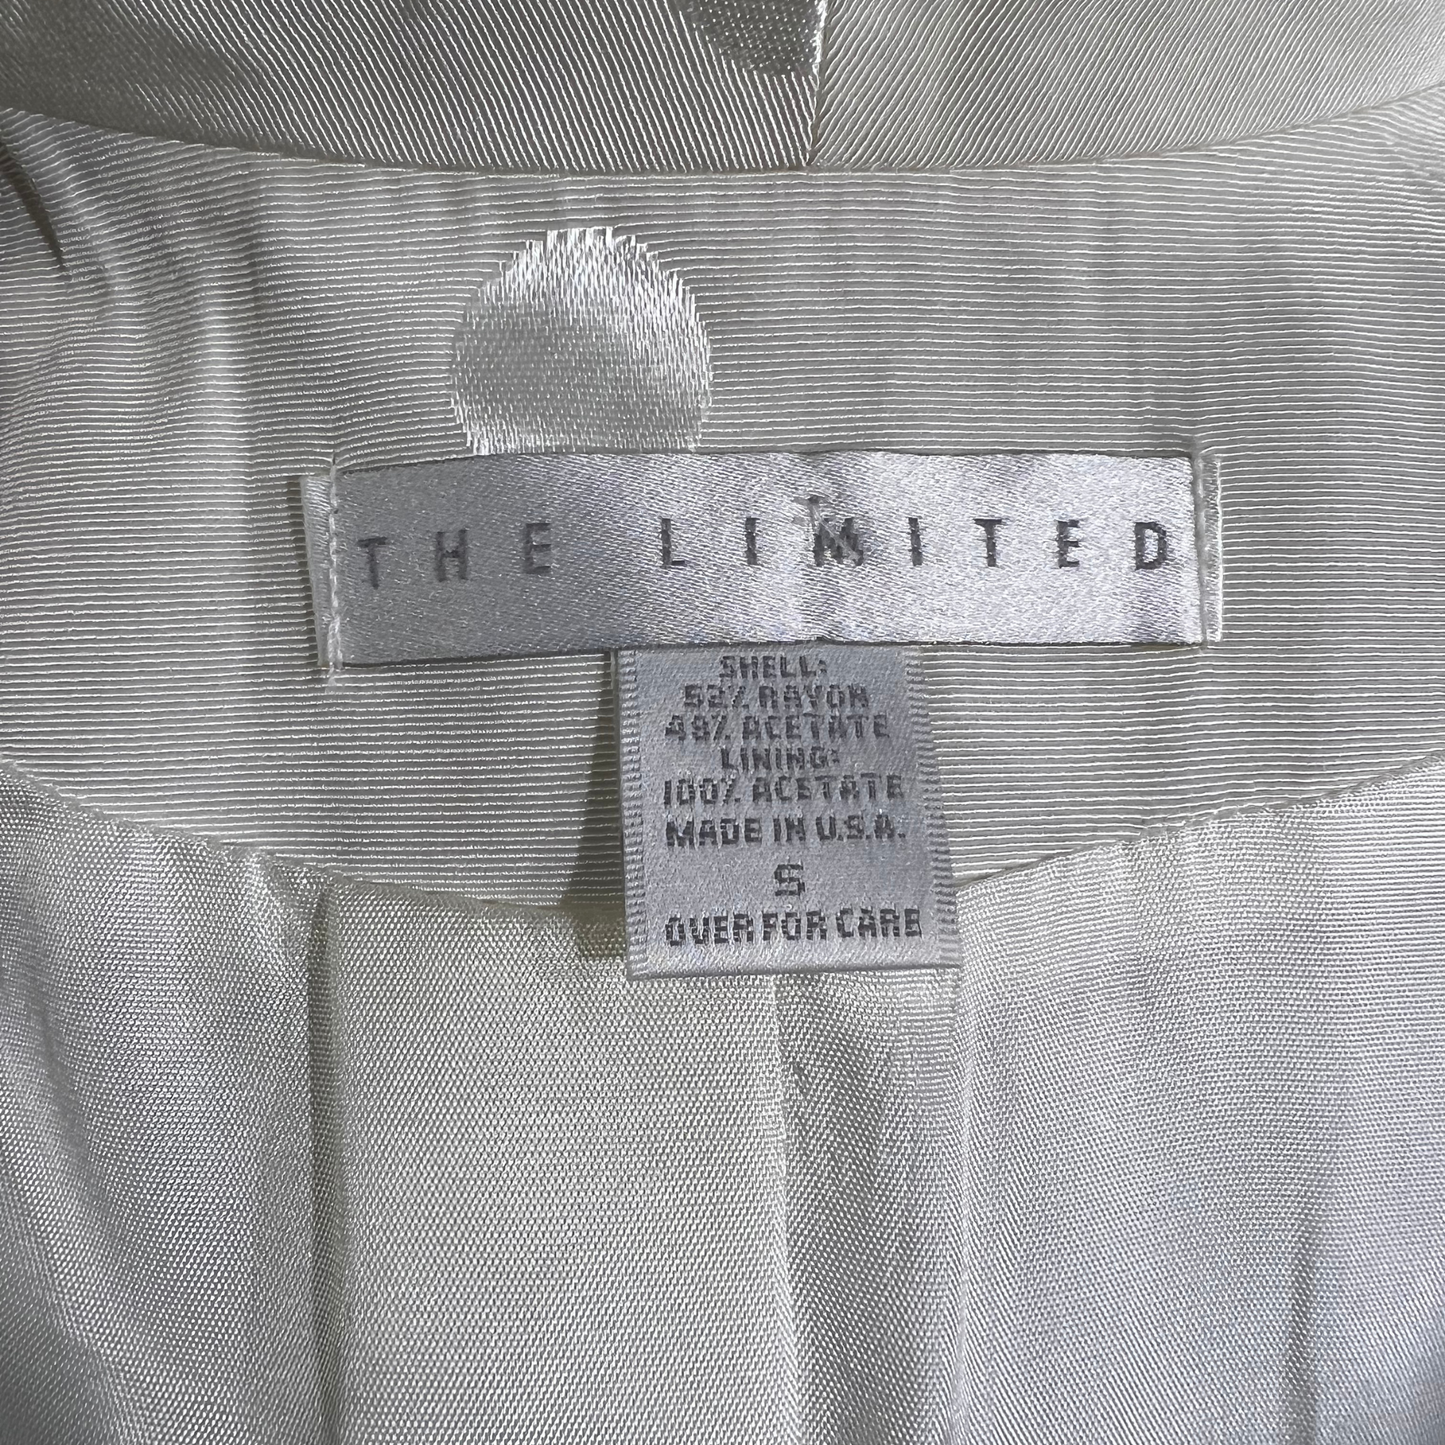 THE LIMITED
SHELL:
52% RAYON
48% ACETATE
LINING:
100% ACETATE
MADE IN U.S.A.
S
OVER FOR CARE